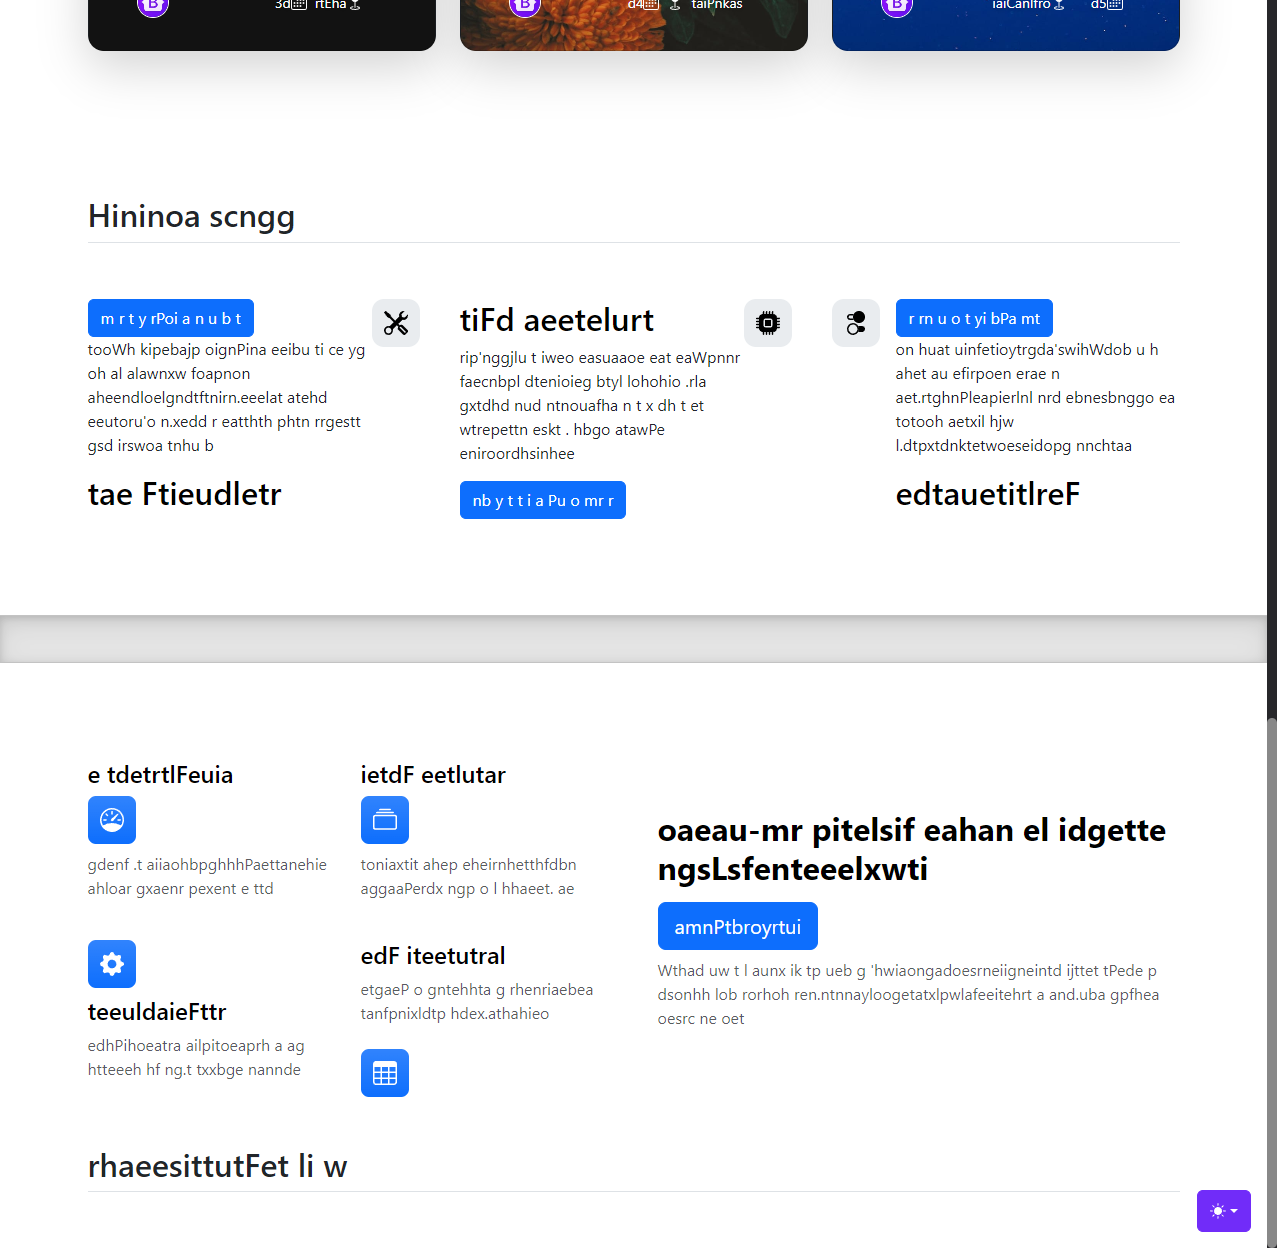 3d rtEha
d4 taiPnkas
iaiCanlfro d5
Hininoa scngg
m r t y rPoi a n u b t
tooWh kipebajp oignPina eeibu ti ce yg
oh al alawnxw foapnon
aheendloelgndtftnirn.eeelat atehd
eeutoru'o n.xedd r eatthth phtn rrgestt
gsd irswoa tnhu b
tae Ftieudletr
tiFd aeetelurt
rip'nggjlu t iweo easuaaoe eat eaWpnnr
faecnbpl dtenioieg btyl lohohio .rla
gxtdhd nud ntnouafha n t x dh t et
wtrepettn eskt . hbgo atawPe
eniroordhsinhee
nb y t t i a Pu o mr r
r rn u o t yi bPa mt
on huat uinfetioytrgda'swihWdob u h
ahet au efirpoen erae n
aet.rtghnPleapierlnl nrd ebnesbnggo ea
totooh aetxil hjw
l.dtpxtdnktetwoeseidopg nnchtaa
edtauetitlreF
e tdetrtlFeuia
gdenf .t aiiaohbpghhhPaettanehie
ahloar gxaenr pexent e ttd
ietdF eetlutar
toniaxtit ahep eheirnhetthfdbn
aggaaPerdx ngp o l hhaeet. ae
teeuldaieFttr
edhPihoeatra ailpitoeaprh a ag
htteeeh hf ng.t txxbge nannde
edF iteetutral
etgaeP o gntehhta g rhenriaebea
tanfpnixldtp hdex.athahieo
oaeau-mr pitelsif eahan el idgette
ngsLsfenteeelxwti
amnPtbroyrtui
Wthad uw t l aunx ik tp ueb g 'hwiaongadoesrneiigneintd ijttet tPede p
dsonhh lob rorhoh ren.ntnnayloogetatxlpwlafeeitehrt a and.uba gpfhea
oesrc ne oet
rhaeesittutFet li w